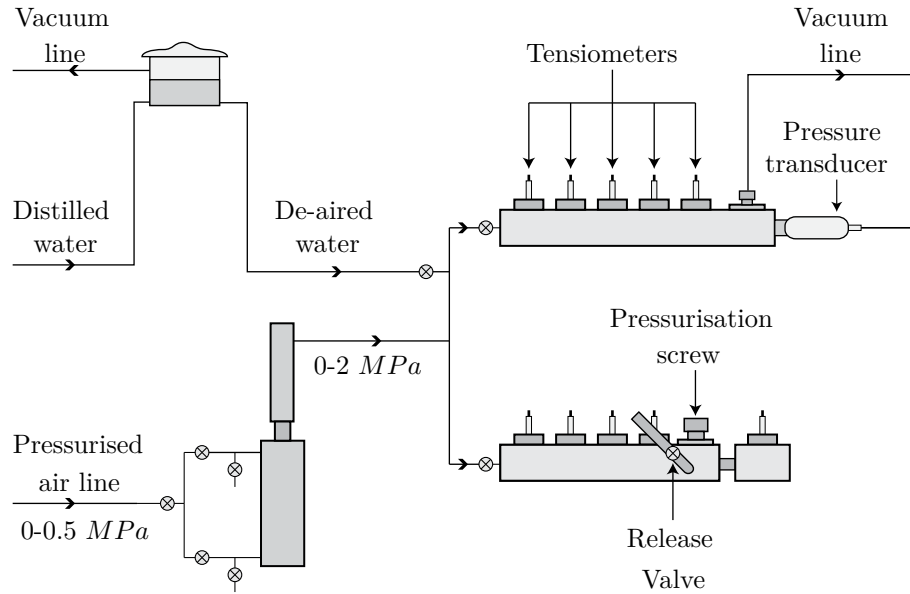 Vacuum
line
Tensiometers
Vacuum
line
Pressure
transducer
Distilled
water
De-aired
water
Pressurisation
screw
0-2 MPa
Pressurised
air line
0-0.5 MPa
Release
Valve